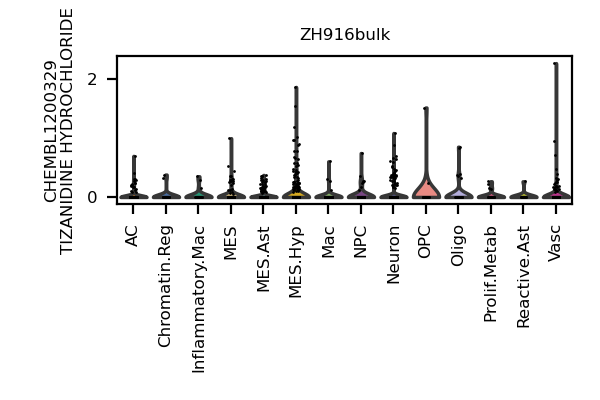 ZH916bulk
CHEMBL1200329
TIZANIDINE HYDROCHLORIDE
2
0
AC
Chromatin.Reg
Inflammatory.Mac
MES
MES.Ast
MES.Hyp
Mac
NPC
Neuron
OPC
Oligo
Prolif.Metab
Reactive.Ast
Vasc